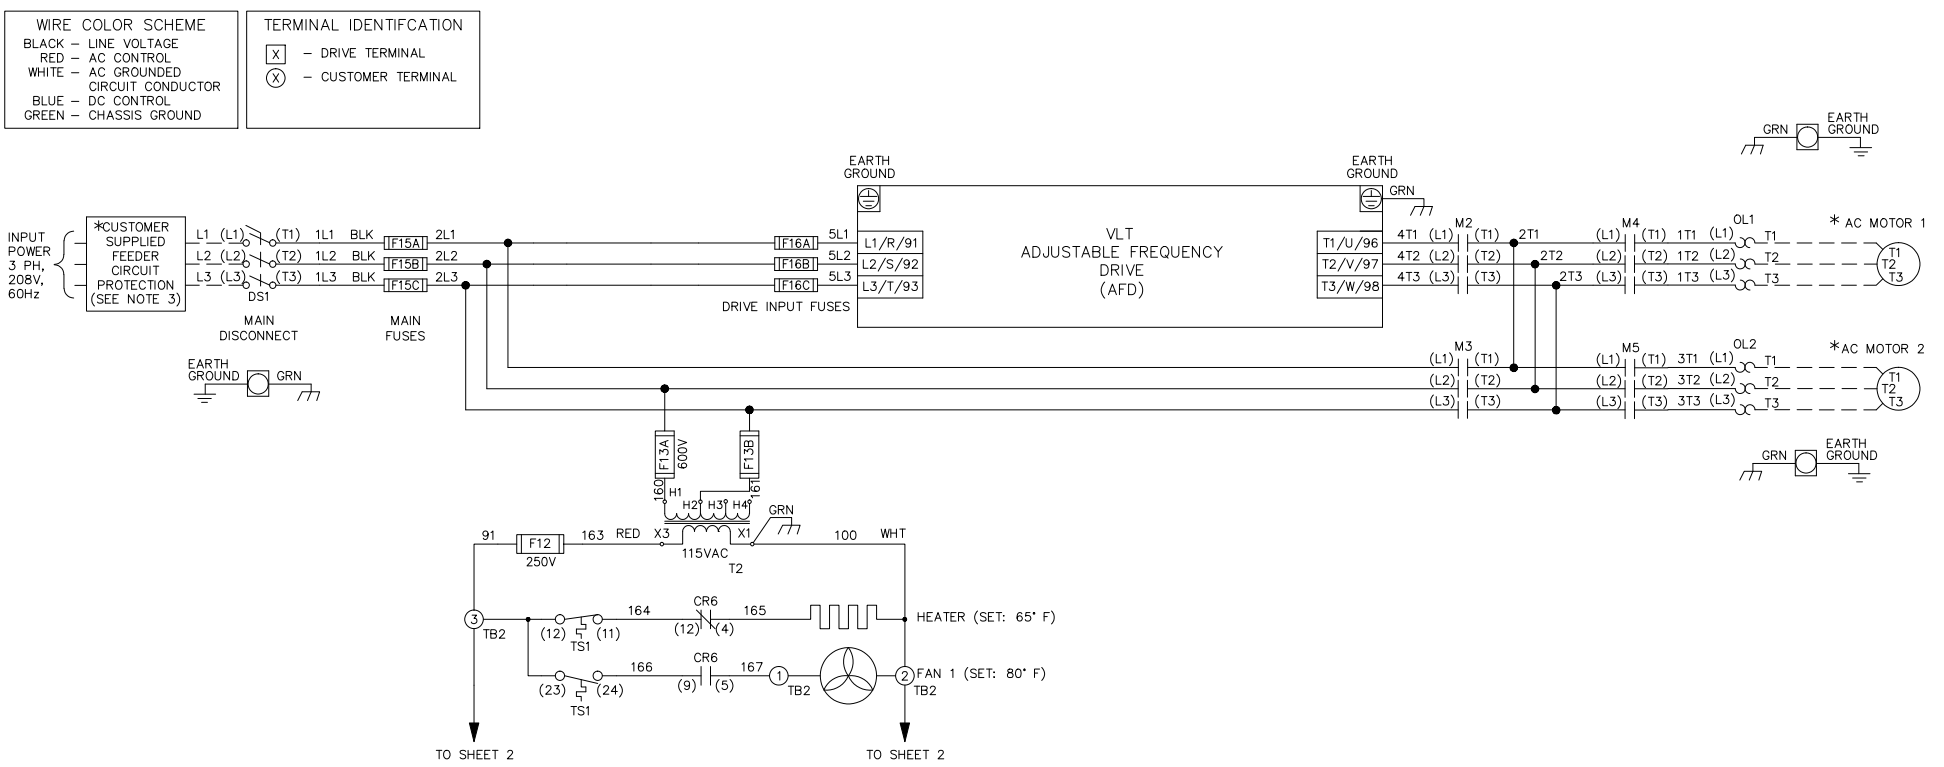 WIRE COLOR SCHEME
BLACK – LINE VOLTAGE
RED – AC CONTROL
WHITE – AC GROUNDED
CIRCUIT CONDUCTOR
BLUE – DC CONTROL
GREEN – CHASSIS GROUND
TERMINAL IDENTIFCATION
X – DRIVE TERMINAL
X – CUSTOMER TERMINAL
INPUT
POWER
3 PH,
208V,
60Hz
*CUSTOMER
SUPPLIED
FEEDER
CIRCUIT
PROTECTION
(SEE NOTE 3)
L1 (L1) (T1) 1L1 BLK F15A 2L1
L2 (L2) (T2) 1L2 BLK F15B 2L2
L3 (L3) (T3) 1L3 BLK F15C 2L3
DS1
MAIN
DISCONNECT
MAIN
FUSES
EARTH
GROUND
GRN
F16A 5L1 L1/R/91
F16B 5L2 L2/S/92
F16C 5L3 L3/T/93
DRIVE INPUT FUSES
EARTH
GROUND
VLT
ADJUSTABLE FREQUENCY
DRIVE
(AFD)
EARTH
GROUND
GRN
T1/U/96 4T1 (L1) M2 (T1) 2T1 (L1) M4 (T1) 1T1 (L1) OL1 T1
T2/V/97 4T2 (L2) (T2) 2T2 (L2) (T2) 1T2 (L2) T2
T3/W/98 4T3 (L3) (T3) 2T3 (L3) (T3) 1T3 (L3) T3
* AC MOTOR 1
T1
T2
T3
GRN
EARTH
GROUND
(L1) M3 (T1) (L1) M5 (T1) 3T1 (L1) OL2 T1
(L2) (T2) (L2) (T2) 3T2 (L2) T2
(L3) (T3) (L3) (T3) 3T3 (L3) T3
*AC MOTOR 2
T1
T2
T3
GRN
EARTH
GROUND
F13A
600V
F13B
160
161
H1
H2 H3 H4
GRN
91 F12 163 RED X3 X1 100 WHT
250V
115VAC
T2
3
TB2
(12) (11) 164 CR6 (12) (4) 165
TS1
HEATER (SET: 65° F)
(23) (24) 166 CR6 (9) (5) 167 1
TS1
TB2
2
TB2
FAN 1 (SET: 80° F)
TO SHEET 2
TO SHEET 2